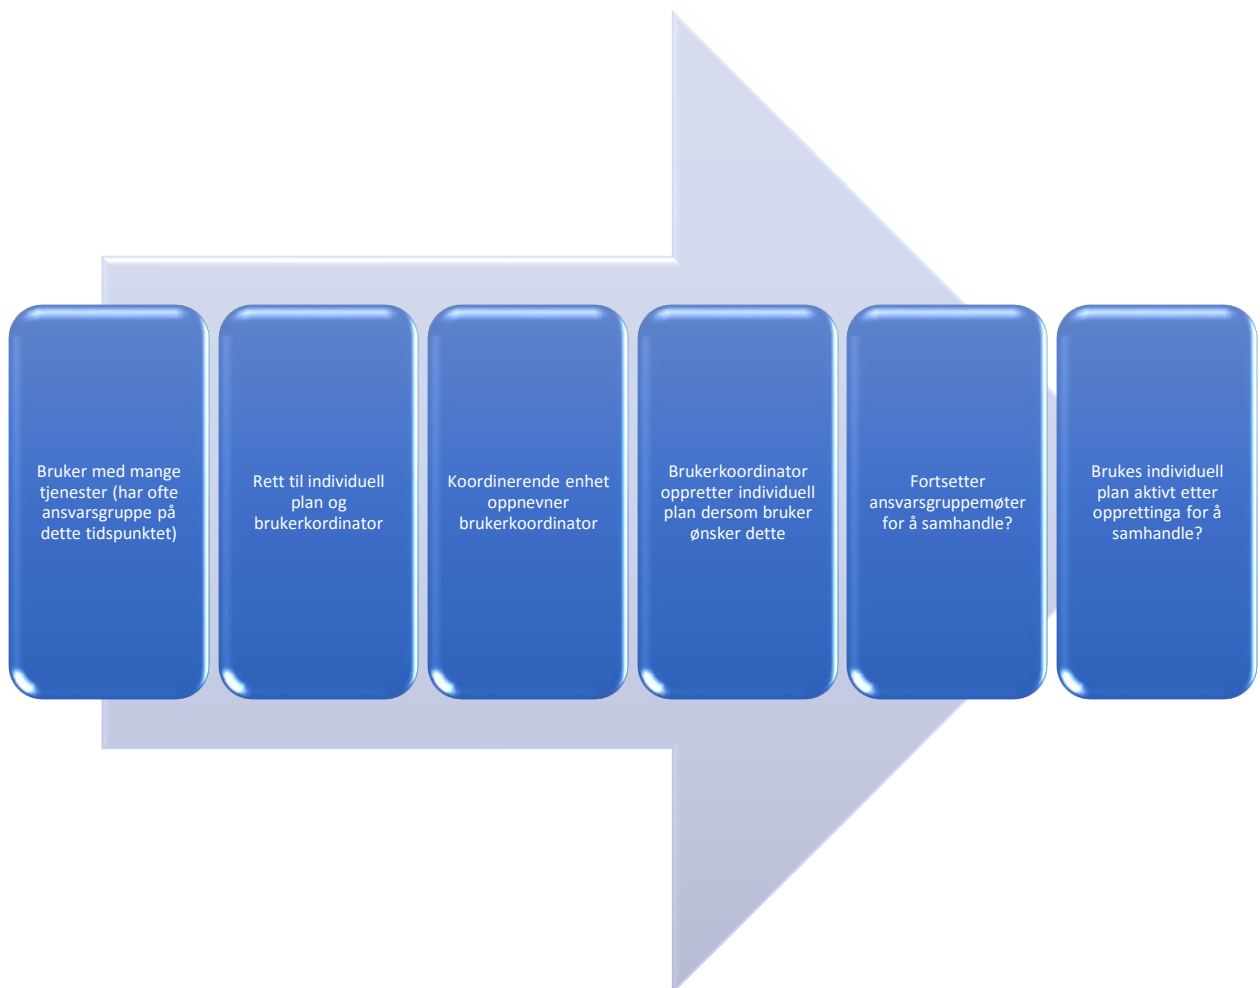 Bruker med mange
tjenester (har ofte
ansvarsgruppe på
dette tidspunktet)
Rett til individuell
plan og
brukerkordinator
Koordinerende enhet
oppnevner
brukerkoordinator
Brukerkoordinator
oppretter individuell
plan dersom bruker
ønsker dette
Fortsetter
ansvarsgruppemøter
for å samhandle?
Brukes individuell
plan aktivt etter
opprettinga for å
samhandle?